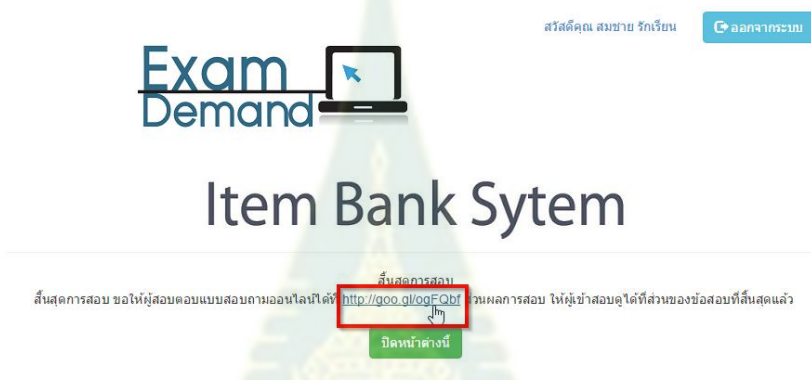 สวัสดีคุณ สมชาย รักเรียน ออกจากระบบ
Exam
Demand
Item Bank Sytem
สิ้นสุดการสอบ
สิ้นสุดการสอบ ขอให้ผู้สอบตอบแบบสอบถามออนไลน์ได้ที่ http://goo.gl/ogFQbf ส่วนผลการสอบ ให้ผู้เข้าสอบดูได้ที่ส่วนของข้อสอบที่สิ้นสุดแล้ว
ปิดหน้าต่างนี้